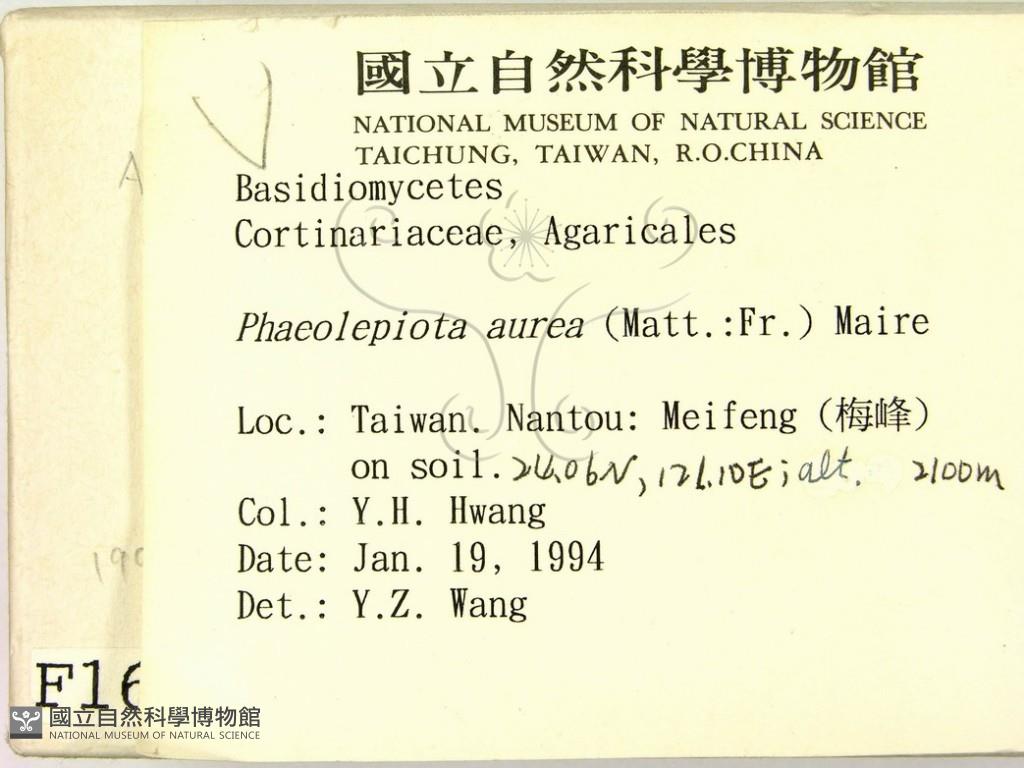 國立自然科學博物館
NATIONAL MUSEUM OF NATURAL SCIENCE
TAICHUNG, TAIWAN, R.O.CHINA
Basidiomycetes
Cortinariaceae, Agaricales
Phaeolepiota aurea (Matt.:Fr.) Maire
Loc.: Taiwan. Nantou: Meifeng (梅峰)
on soil. 24.06N, 121.10E; alt. 2100m
Col.: Y.H. Hwang
Date: Jan. 19, 1994
Det.: Y.Z. Wang
A
F16
國立自然科學博物館
NATIONAL MUSEUM OF NATURAL SCIENCE